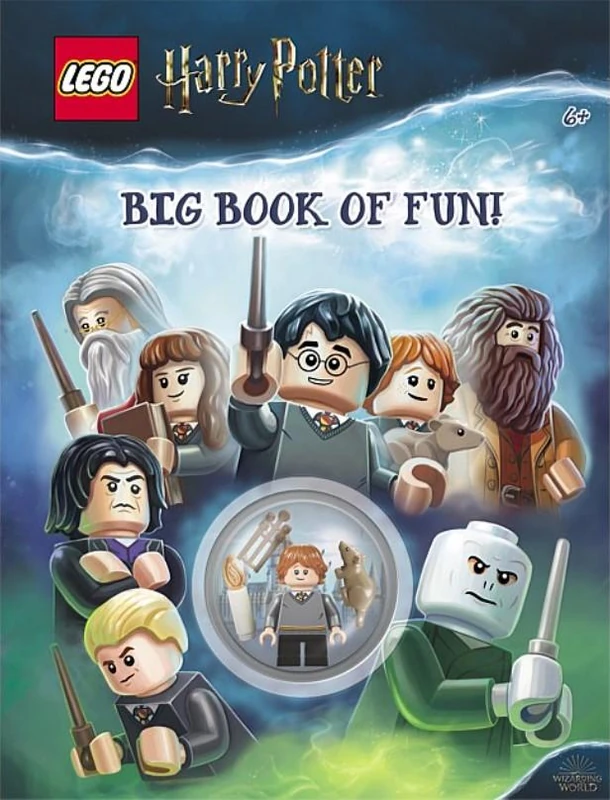 LEGO
Harry Potter
6+
BIG BOOK OF FUN!
WIZARDING
WORLD